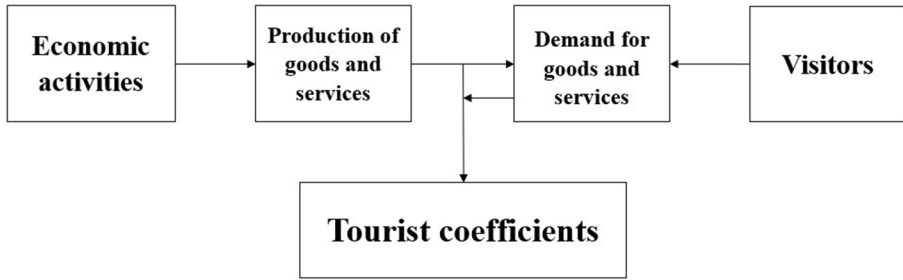 Economic
activities
Production of
goods and
services
Demand for
goods and
services
Visitors
Tourist coefficients